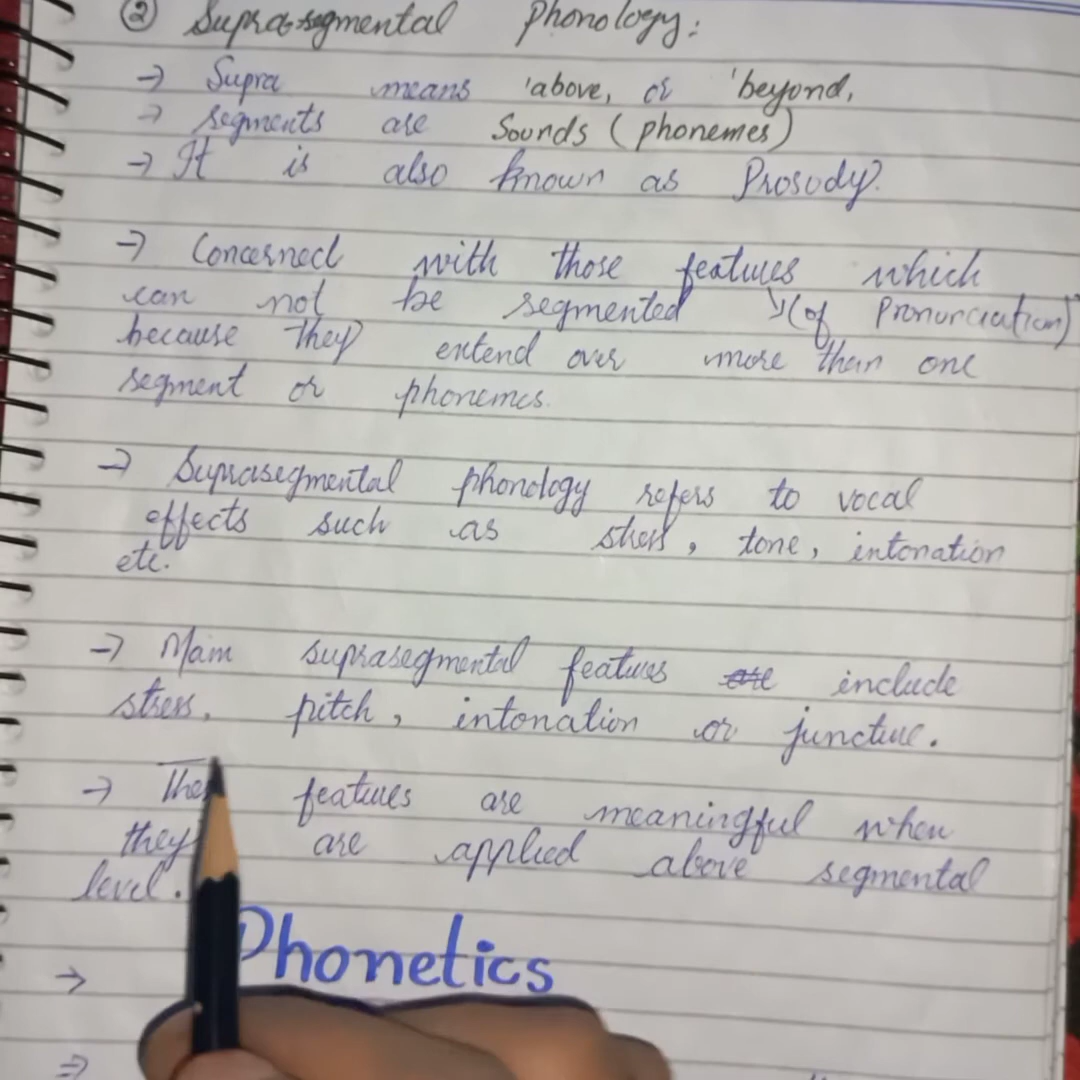 ② Suprasegmental phonology:
→ Supra means 'above, or 'beyond,
→ segments are Sounds (phonemes)
→ It is also known as Prosody.
→ Concerned with those features which
can not be segmented ↘(of Pronunciation)
because they extend over more than one
segment or phonemes.
→ Suprasegmental phonology refers to vocal
effects such as stress, tone, intonation
etc.
→ Main suprasegmental features include
stress, pitch, intonation or juncture.
→ features are meaningful when
they are applied above segmental
level.
Phonetics
→
⇒